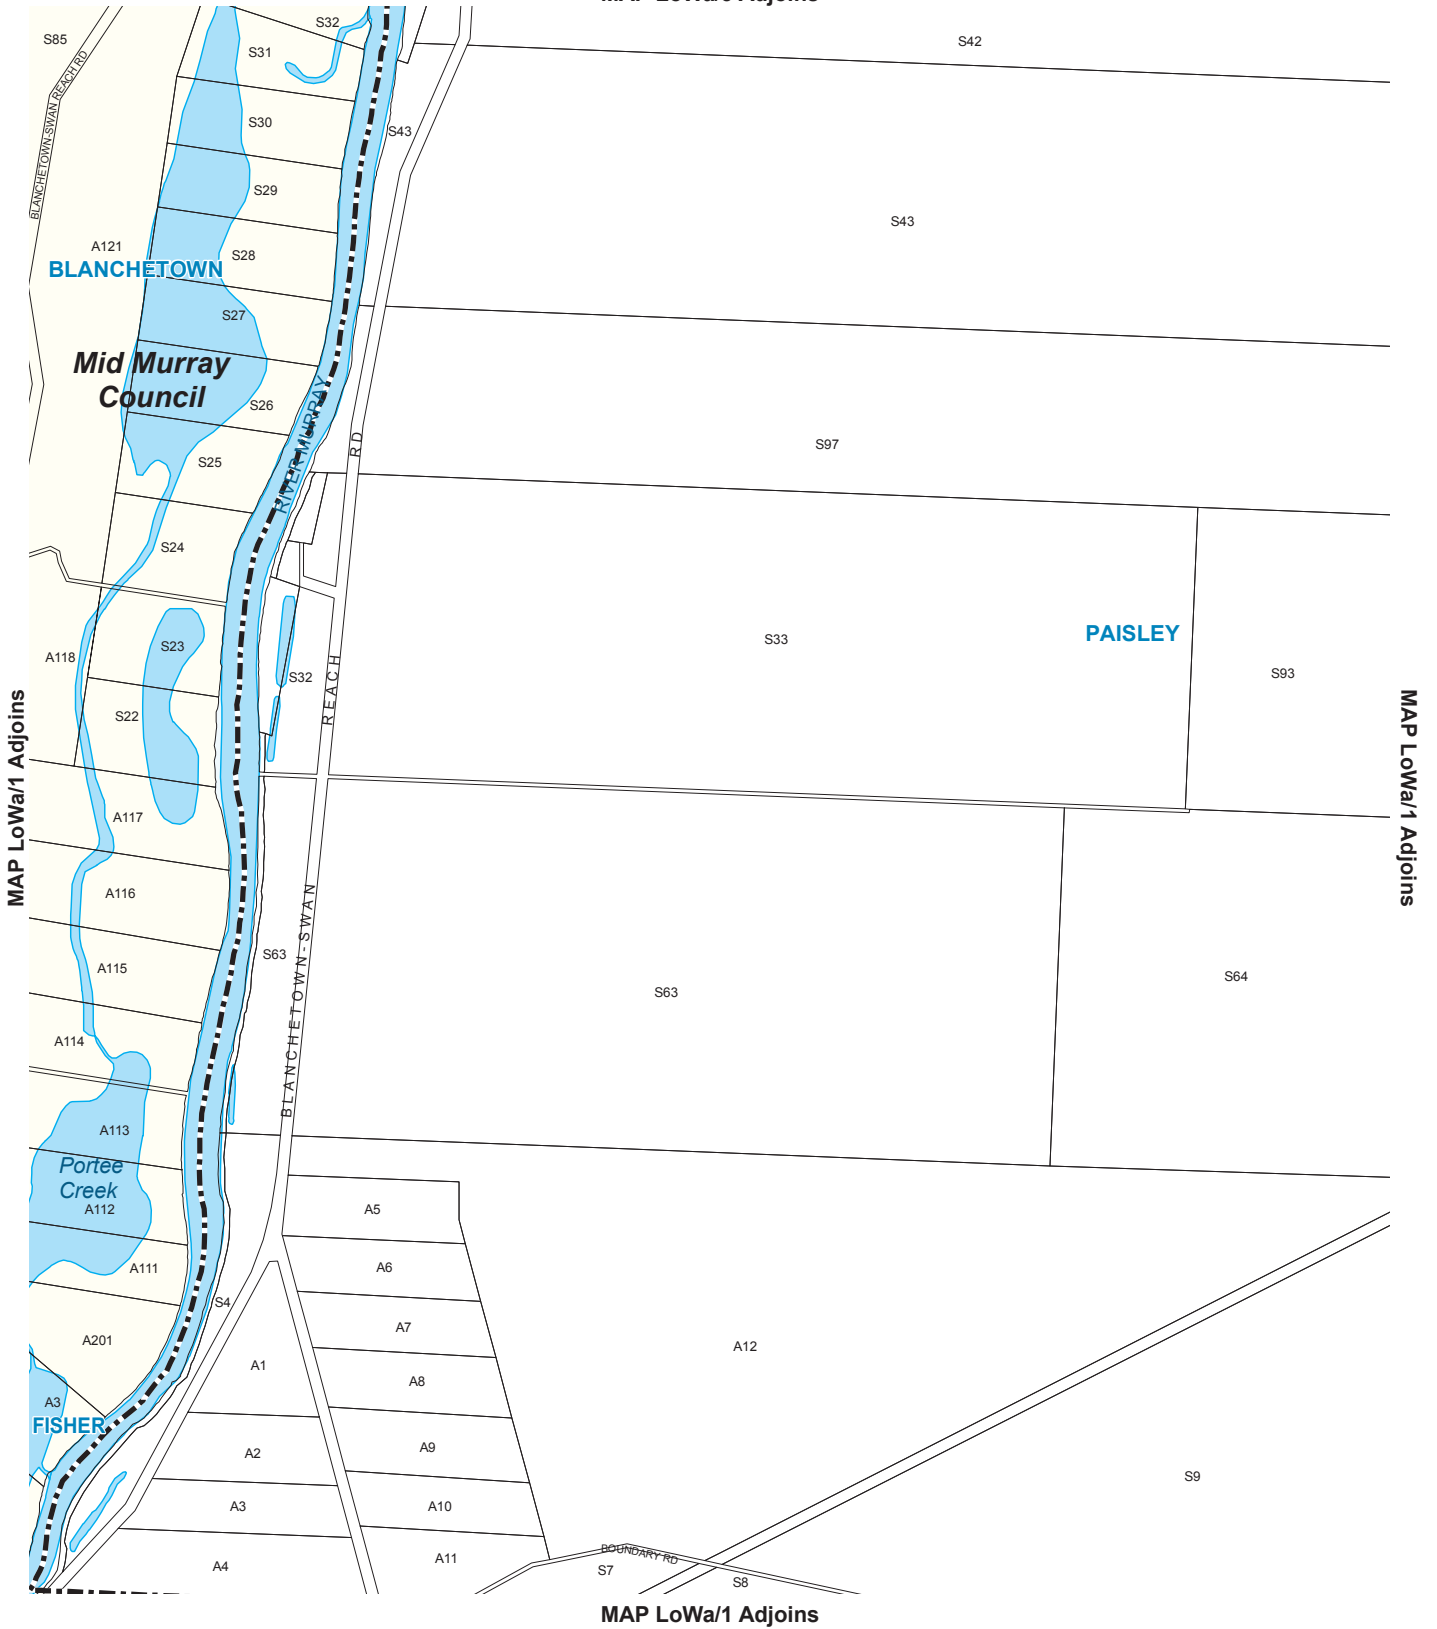 S32
S42
S85
S31
BLANCHETOWN-SWAN REACH RD
S30
S43
S29
S43
A121
S28
BLANCHETOWN
S27
Mid Murray
Council
S26
RIVER MURRAY
S97
RD
S25
S24
S23
S33
PAISLEY
A118
S32
S93
REACH
S22
MAP LoWa/1 Adjoins
MAP LoWa/1 Adjoins
A117
A116
BLANCHETOWN-SWAN
S63
A115
S64
S63
A114
A113
Portee
Creek
A112
A5
A111
A6
S4
A7
A201
A12
A1
A8
A3
FISHER
A9
A2
S9
A3
A10
BOUNDARY RD
A11
A4
S7
S8
MAP LoWa/1 Adjoins